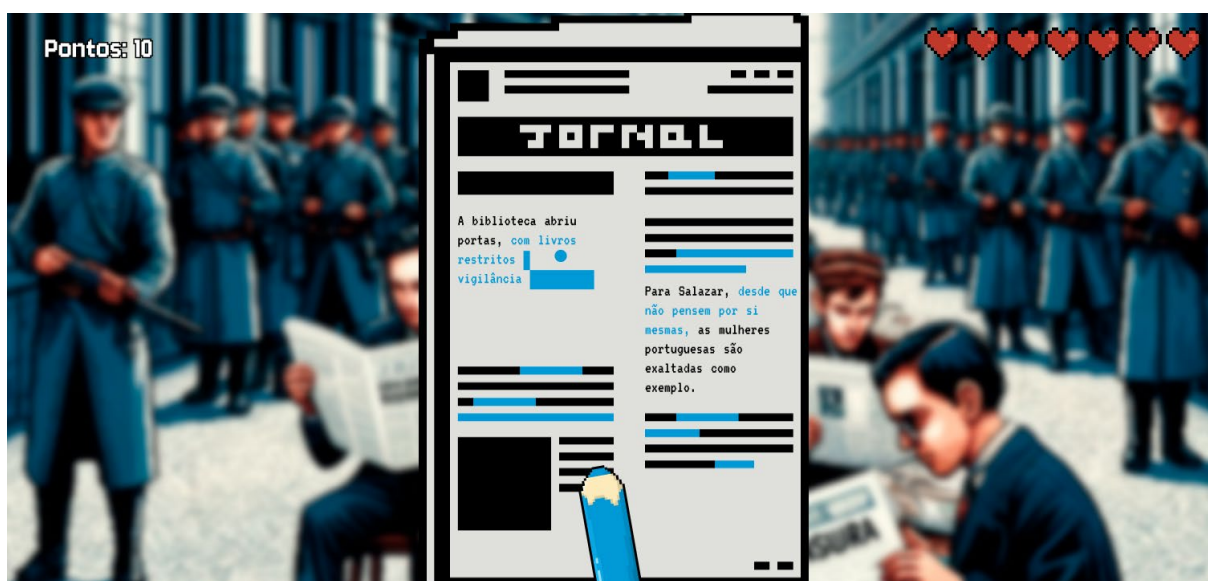 Pontos: 10
JORNAL
A biblioteca abriu
portas, com livros
restritos
vigilância
Para Salazar, desde que
não pensem por si
mesmas, as mulheres
portuguesas são
exaltadas como
exemplo.